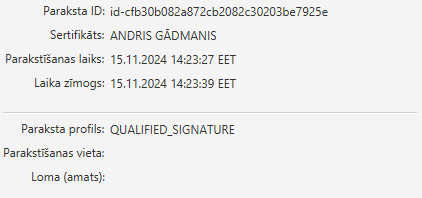 Paraksta ID: id-cfb30b082a872cb2082c30203be7925e
Sertifikāts: ANDRIS GĀDMANIS
Parakstīšanas laiks: 15.11.2024 14:23:27 EET
Laika zīmogs: 15.11.2024 14:23:39 EET
Paraksta profils: QUALIFIED_SIGNATURE
Parakstīšanas vieta:
Loma (amats):